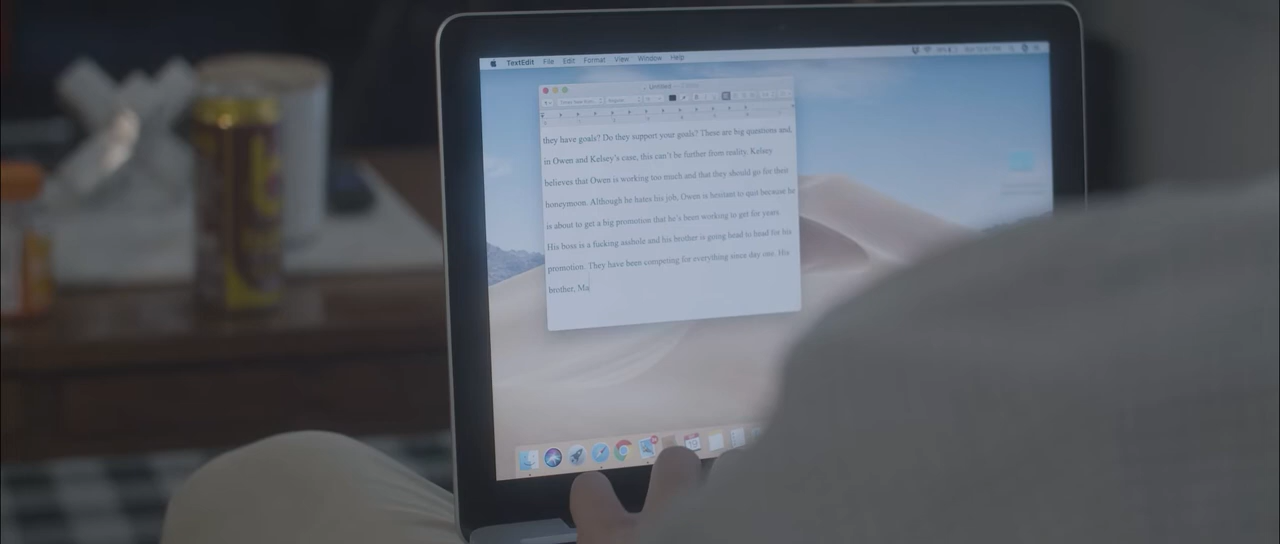 TextEdit File Edit Format View Window Help
Untitled
they have goals? Do they support your goals? These are big questions and,
in Owen and Kelsey's case, this can't be further from reality. Kelsey
believes that Owen is working too much and that they should go for their
honeymoon. Although he hates his job, Owen is hesitant to quit because he
is about to get a big promotion that he's been working to get for years
His boss is a fucking asshole and his brother is going head to head for his
promotion. They have been competing for everything since day one. His
brother, Ma
19